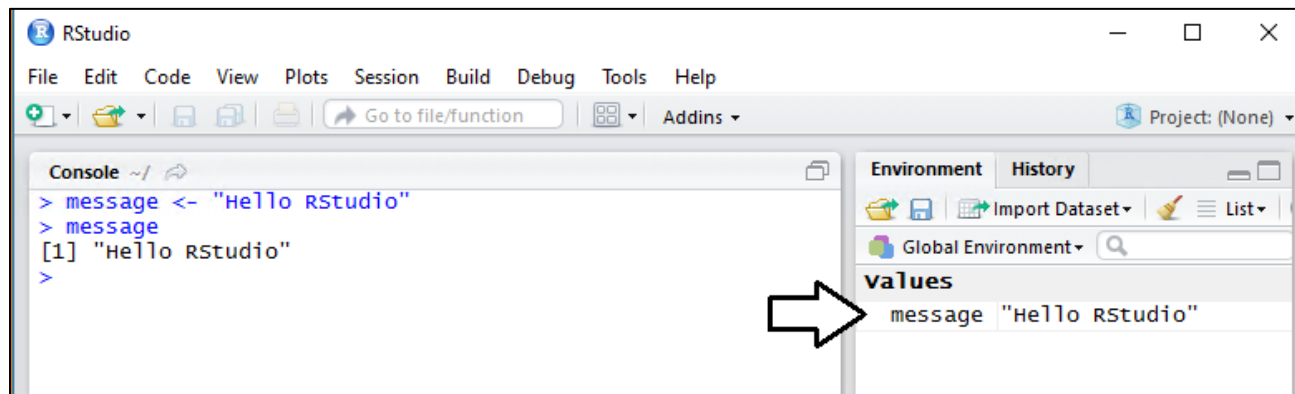 RStudio
File Edit Code View Plots Session Build Debug Tools Help
Go to file/function Addins Project: (None)
Console ~/
> message <- "Hello RStudio"
> message
[1] "Hello RStudio"
>
Environment History
Import Dataset List
Global Environment
Values
message "Hello RStudio"